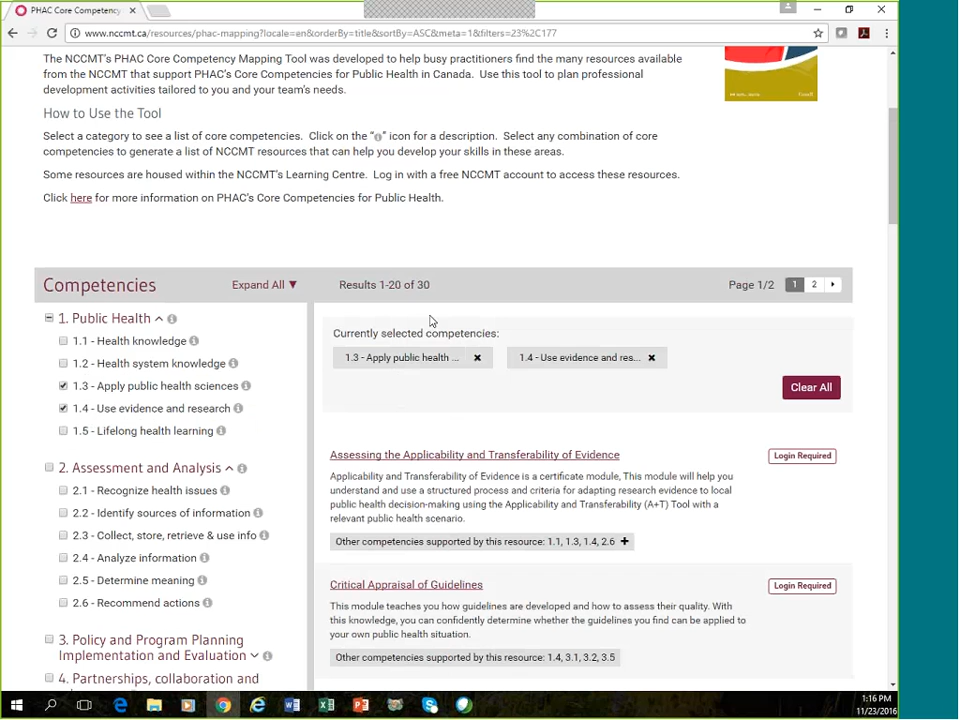 PHAC Core Competency
www.nccmt.ca/resources/phac-mapping?locale=en&orderBy=title&sortBy=ASC&meta=1&filters=23%2C177
The NCCMT's PHAC Core Competency Mapping Tool was developed to help busy practitioners find the many resources available
from the NCCMT that support PHAC's Core Competencies for Public Health in Canada. Use this tool to plan professional
development activities tailored to you and your team's needs.
How to Use the Tool
Select a category to see a list of core competencies. Click on the "i" icon for a description. Select any combination of core
competencies to generate a list of NCCMT resources that can help you develop your skills in these areas.
Some resources are housed within the NCCMT's Learning Centre. Log in with a free NCCMT account to access these resources.
Click here for more information on PHAC's Core Competencies for Public Health.
Competencies Expand All ▼ Results 1-20 of 30 Page 1/2 1 2
1. Public Health
1.1 - Health knowledge
1.2 - Health system knowledge
1.3 - Apply public health sciences
1.4 - Use evidence and research
1.5 - Lifelong health learning
2. Assessment and Analysis
2.1 - Recognize health issues
2.2 - Identify sources of information
2.3 - Collect, store, retrieve & use info
2.4 - Analyze information
2.5 - Determine meaning
2.6 - Recommend actions
3. Policy and Program Planning
Implementation and Evaluation
4. Partnerships, collaboration and
Currently selected competencies:
1.3 - Apply public health ... ✖ 1.4 - Use evidence and res... ✖
Clear All
Assessing the Applicability and Transferability of Evidence Login Required
Applicability and Transferability of Evidence is a certificate module, This module will help you
understand and use a structured process and criteria for adapting research evidence to local
public health decision-making using the Applicability and Transferability (A+T) Tool with a
relevant public health scenario.
Other competencies supported by this resource: 1.1, 1.3, 1.4, 2.6 +
Critical Appraisal of Guidelines Login Required
This module teaches you how guidelines are developed and how to assess their quality. With
this knowledge, you can confidently determine whether the guidelines you find can be applied to
your own public health situation.
Other competencies supported by this resource: 1.4, 3.1, 3.2, 3.5
1:16 PM
11/23/2016